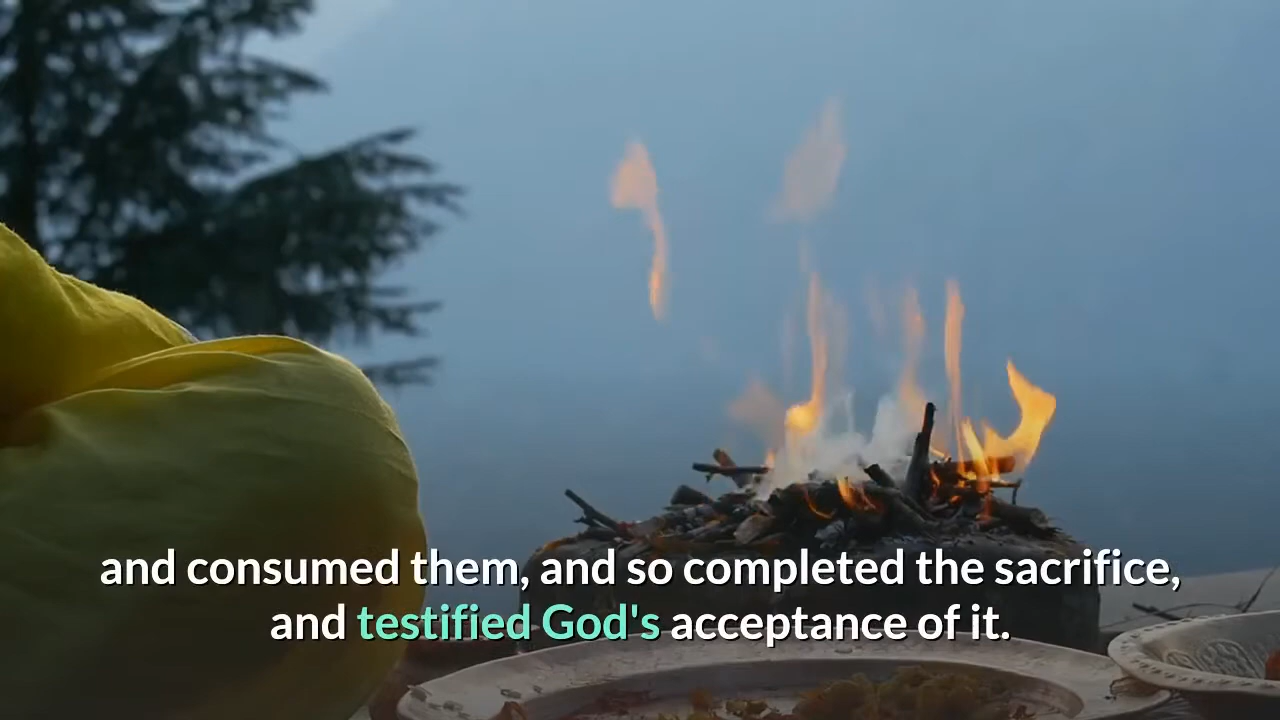 and consumed them, and so completed the sacrifice,
and testified God's acceptance of it.